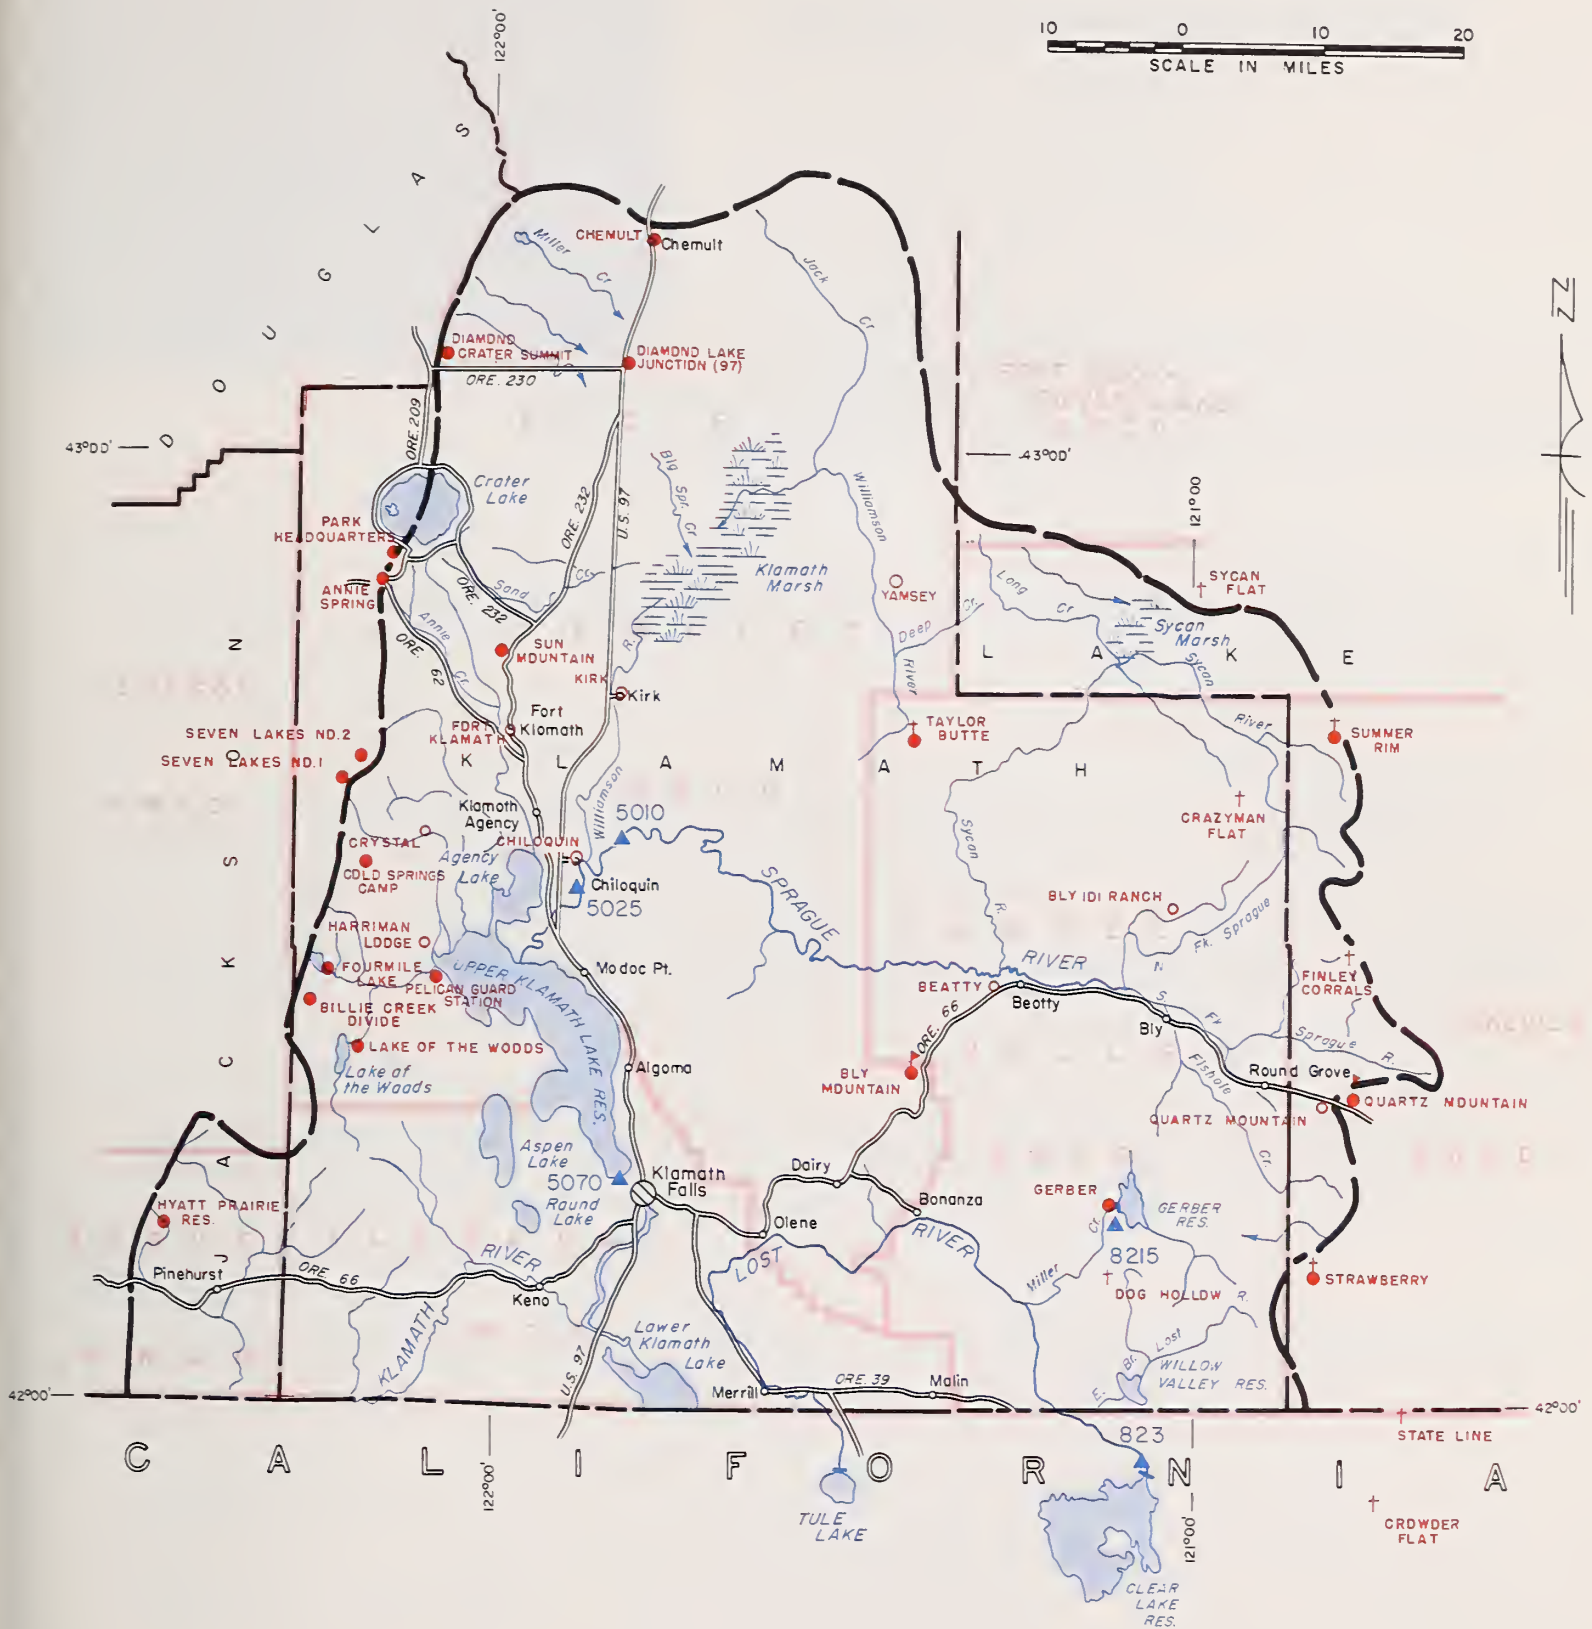 10 0 10 20
SCALE IN MILES
122°00'
DOUGLAS
N
CHEMULT
Chemult
Miller
Cr
Jack
Cr
DIAMOND
CRATER SUMMIT
DIAMOND LAKE
JUNCTION (97)
ORE. 230
ORE. 209
43°00'
43°00'
Crater
Lake
Big
Spr. Cr
ORE. 232
U.S. 97
Williamson
121°00
PARK
HEADQUARTERS
ANNIE
SPRING
Klamath
Marsh
YAMSEY
SYCAN
FLAT
Long
Cr
Sycan
Marsh
Sand
Cr.
ORE. 232
Annie
Cr.
ORE. 62
SUN
MOUNTAIN
Deep
Cr.
River
LAKE
Sycan
River
KIRK
Kirk
R.
Fort
Klamath
FORT
KLAMATH
TAYLOR
BUTTE
SUMMER
RIM
SEVEN LAKES NO.2
SEVEN LAKES NO.1
JACKSON
KLAMATH
Klamath
Agency
Williamson
5010
CRAZYMAN
FLAT
CRYSTAL
CHILOQUIN
Agency
Lake
COLD SPRINGS
CAMP
Chiloquin
5025
SPRAGUE
Sycan
R.
BLY IDI RANCH
N Fk. Sprague
HARRIMAN
LODGE
FOURMILE
LAKE
PELICAN GUARD
STATION
UPPER KLAMATH LAKE RES.
Modoc Pt.
RIVER
BEATTY
Beatty
FINLEY
CORRALS
BILLIE CREEK
DIVIDE
ORE. 66
Bly
S. Fk
Sprague
R.
LAKE OF THE WOODS
Lake of
the Woods
Algoma
BLY
MOUNTAIN
Fishole
Cr.
Round Grove
QUARTZ MOUNTAIN
QUARTZ MOUNTAIN
Aspen
Lake
5070
Klamath
Falls
Dairy
Bonanza
GERBER
GERBER
RES.
HYATT PRAIRIE
RES.
Round
Lake
Olene
LOST
RIVER
Cr.
8215
Miller
DOG HOLLOW
STRAWBERRY
Pinehurst
ORE. 66
RIVER
Keno
KLAMATH
Lower
Klamath
Lake
R.
Lost
Br.
E.
WILLOW
VALLEY RES.
42°00'
U.S. 97
Merrill
ORE. 39
Malin
42°00'
STATE LINE
823
CALIFORNIA
122°00'
121°00'
TULE
LAKE
CROWDER
FLAT
CLEAR
LAKE
RES.